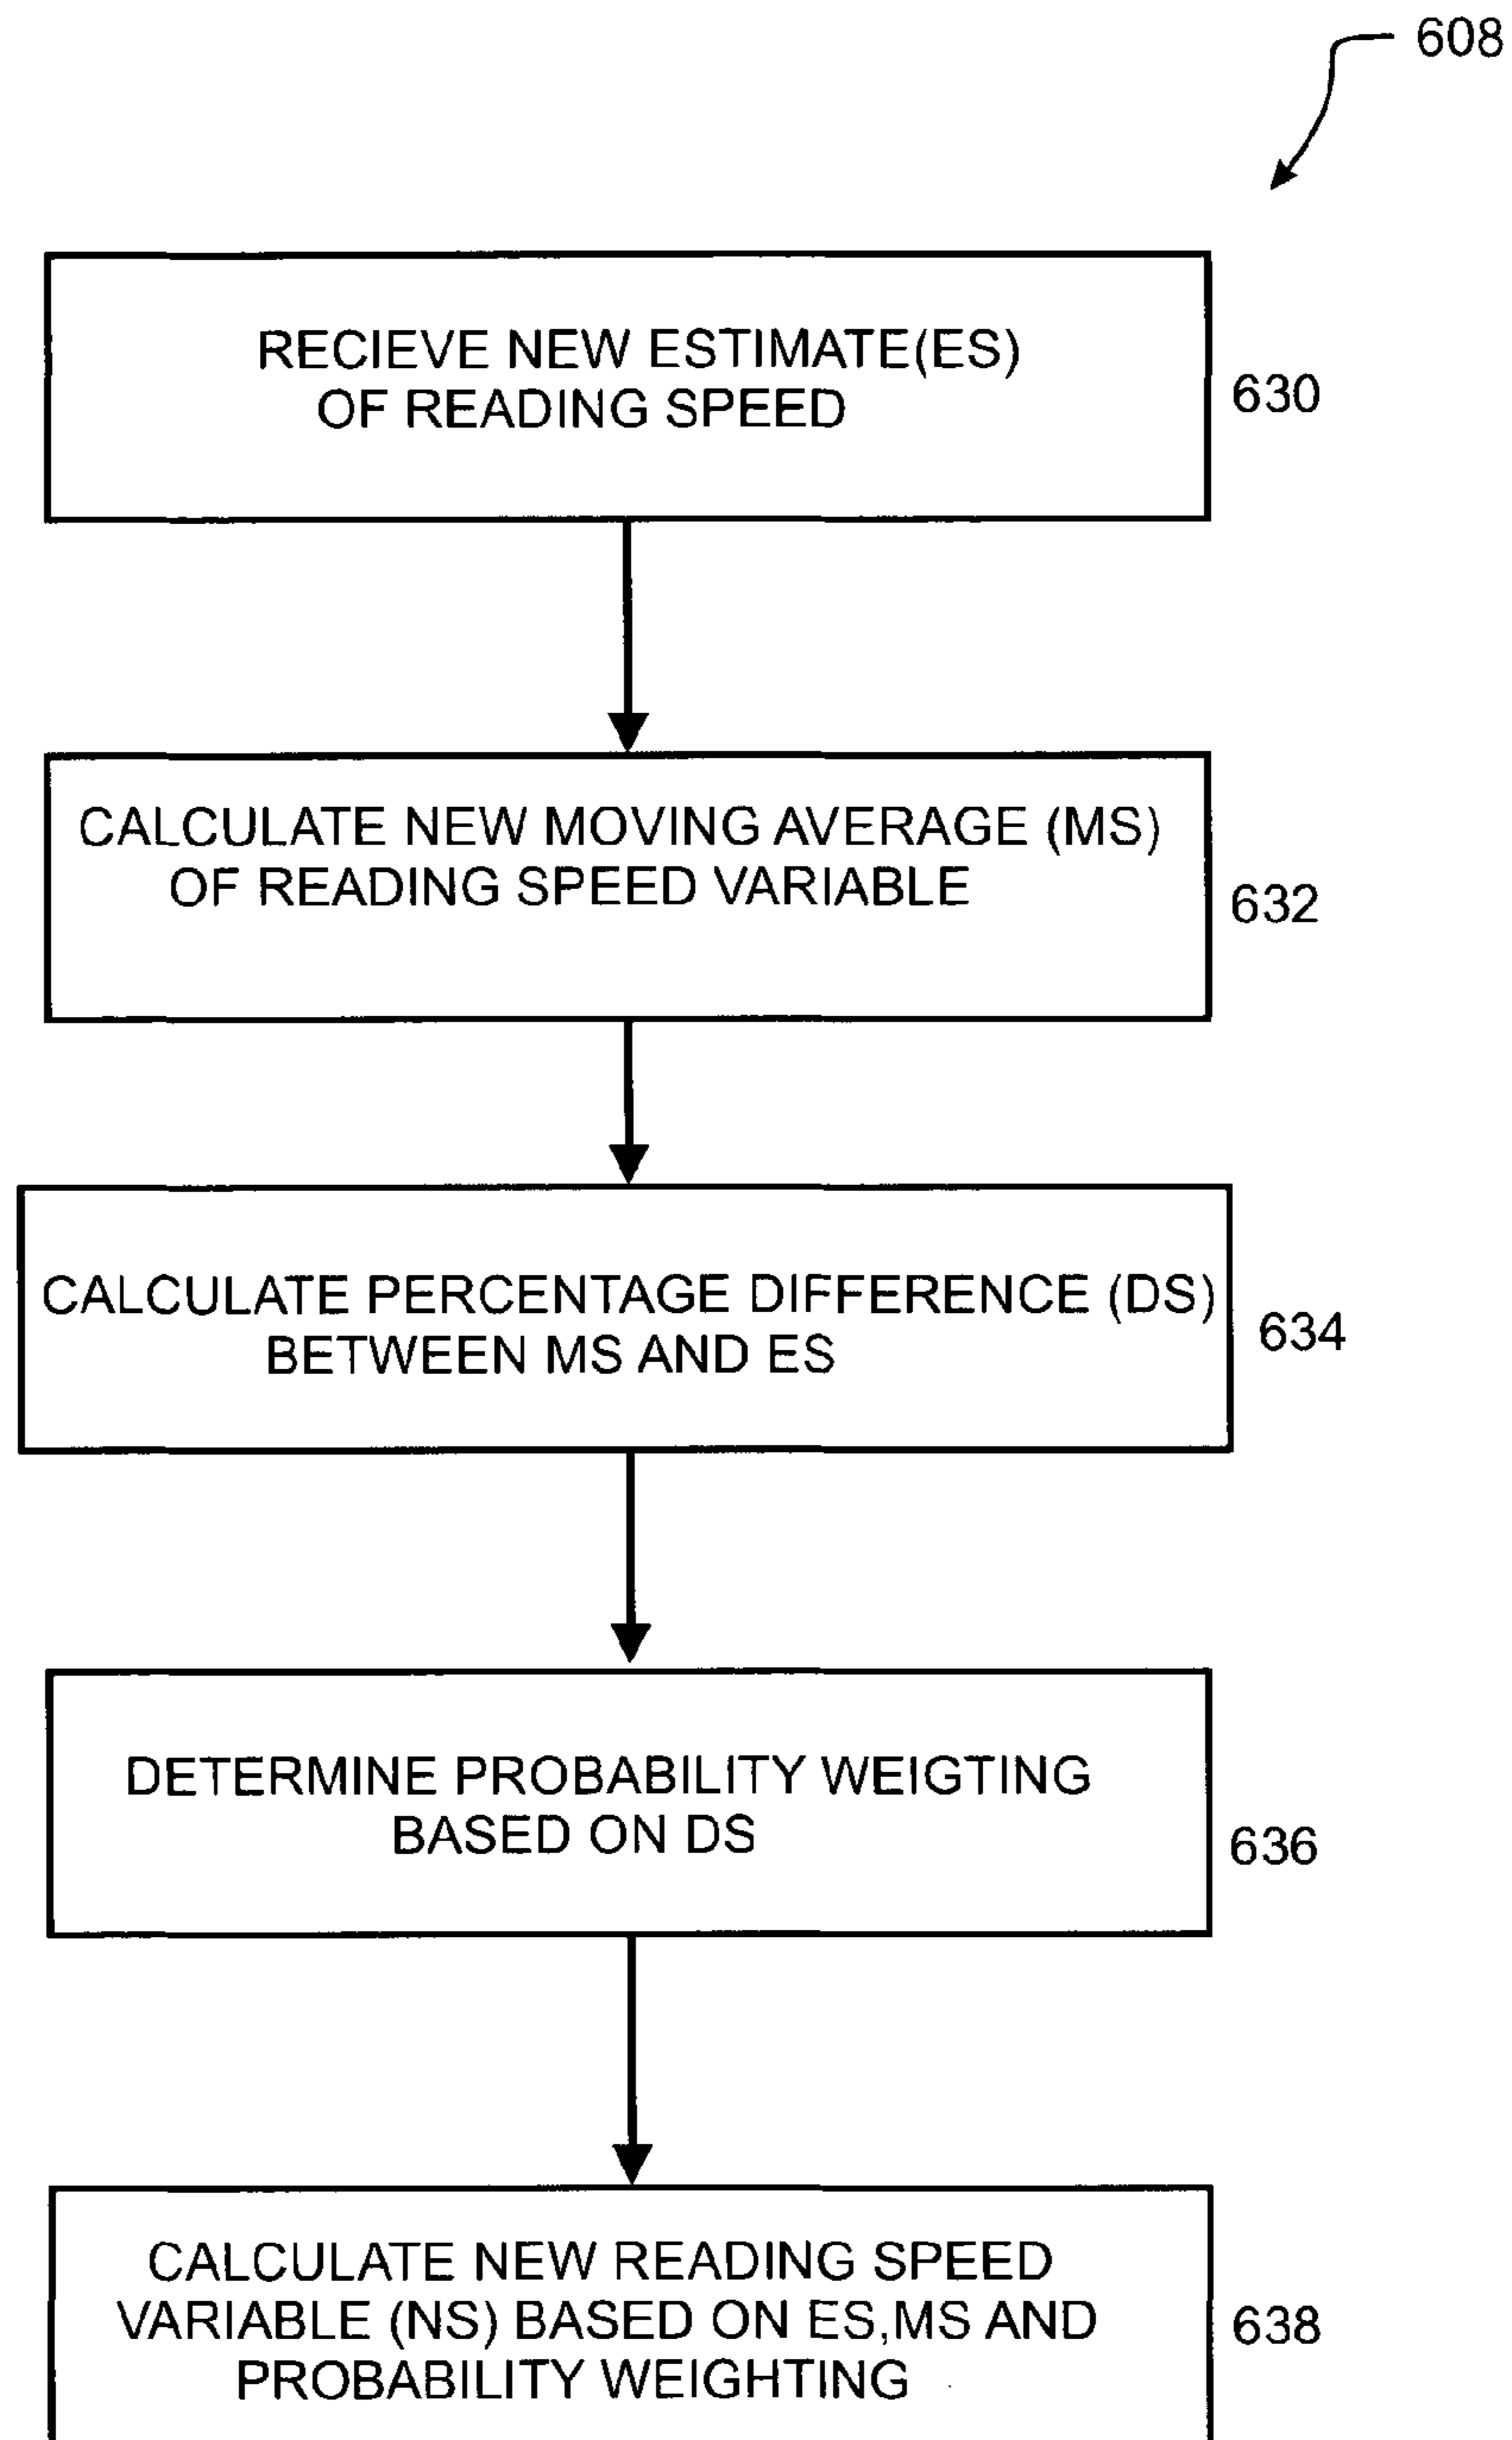 608
RECIEVE NEW ESTIMATE(ES)
OF READING SPEED
630
CALCULATE NEW MOVING AVERAGE (MS)
OF READING SPEED VARIABLE
632
CALCULATE PERCENTAGE DIFFERENCE (DS)
BETWEEN MS AND ES
634
DETERMINE PROBABILITY WEIGTING
BASED ON DS
636
CALCULATE NEW READING SPEED
VARIABLE (NS) BASED ON ES,MS AND
PROBABILITY WEIGHTING
638